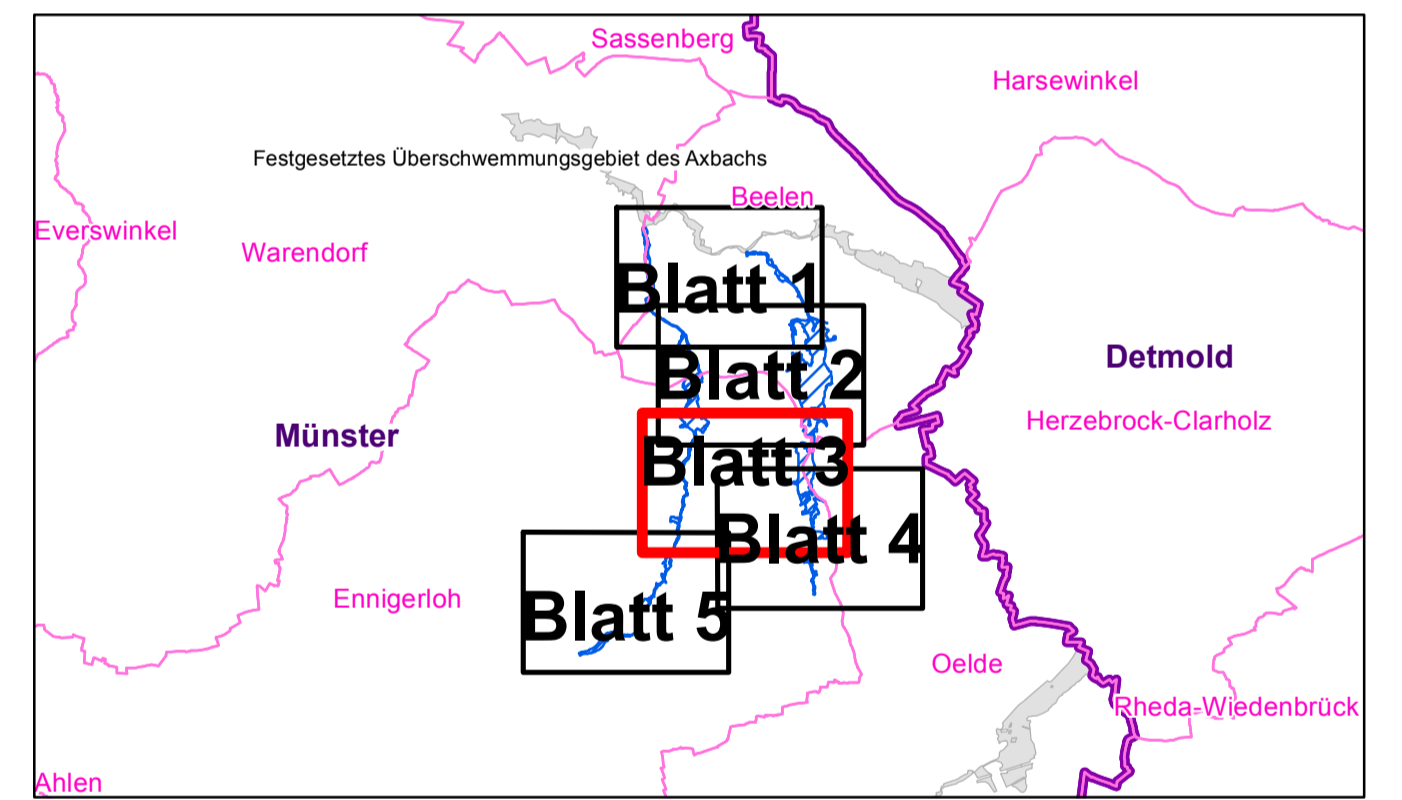 Sassenberg
Harsewinkel
Festgesetztes Überschwemmungsgebiet des Axbachs
Beelen
Everswinkel
Warendorf
Blatt 1
Detmold
Blatt 2
Herzebrock-Clarholz
Münster
Blatt 3
Blatt 4
Ennigerloh
Blatt 5
Oelde
Rheda-Wiedenbrück
Ahlen